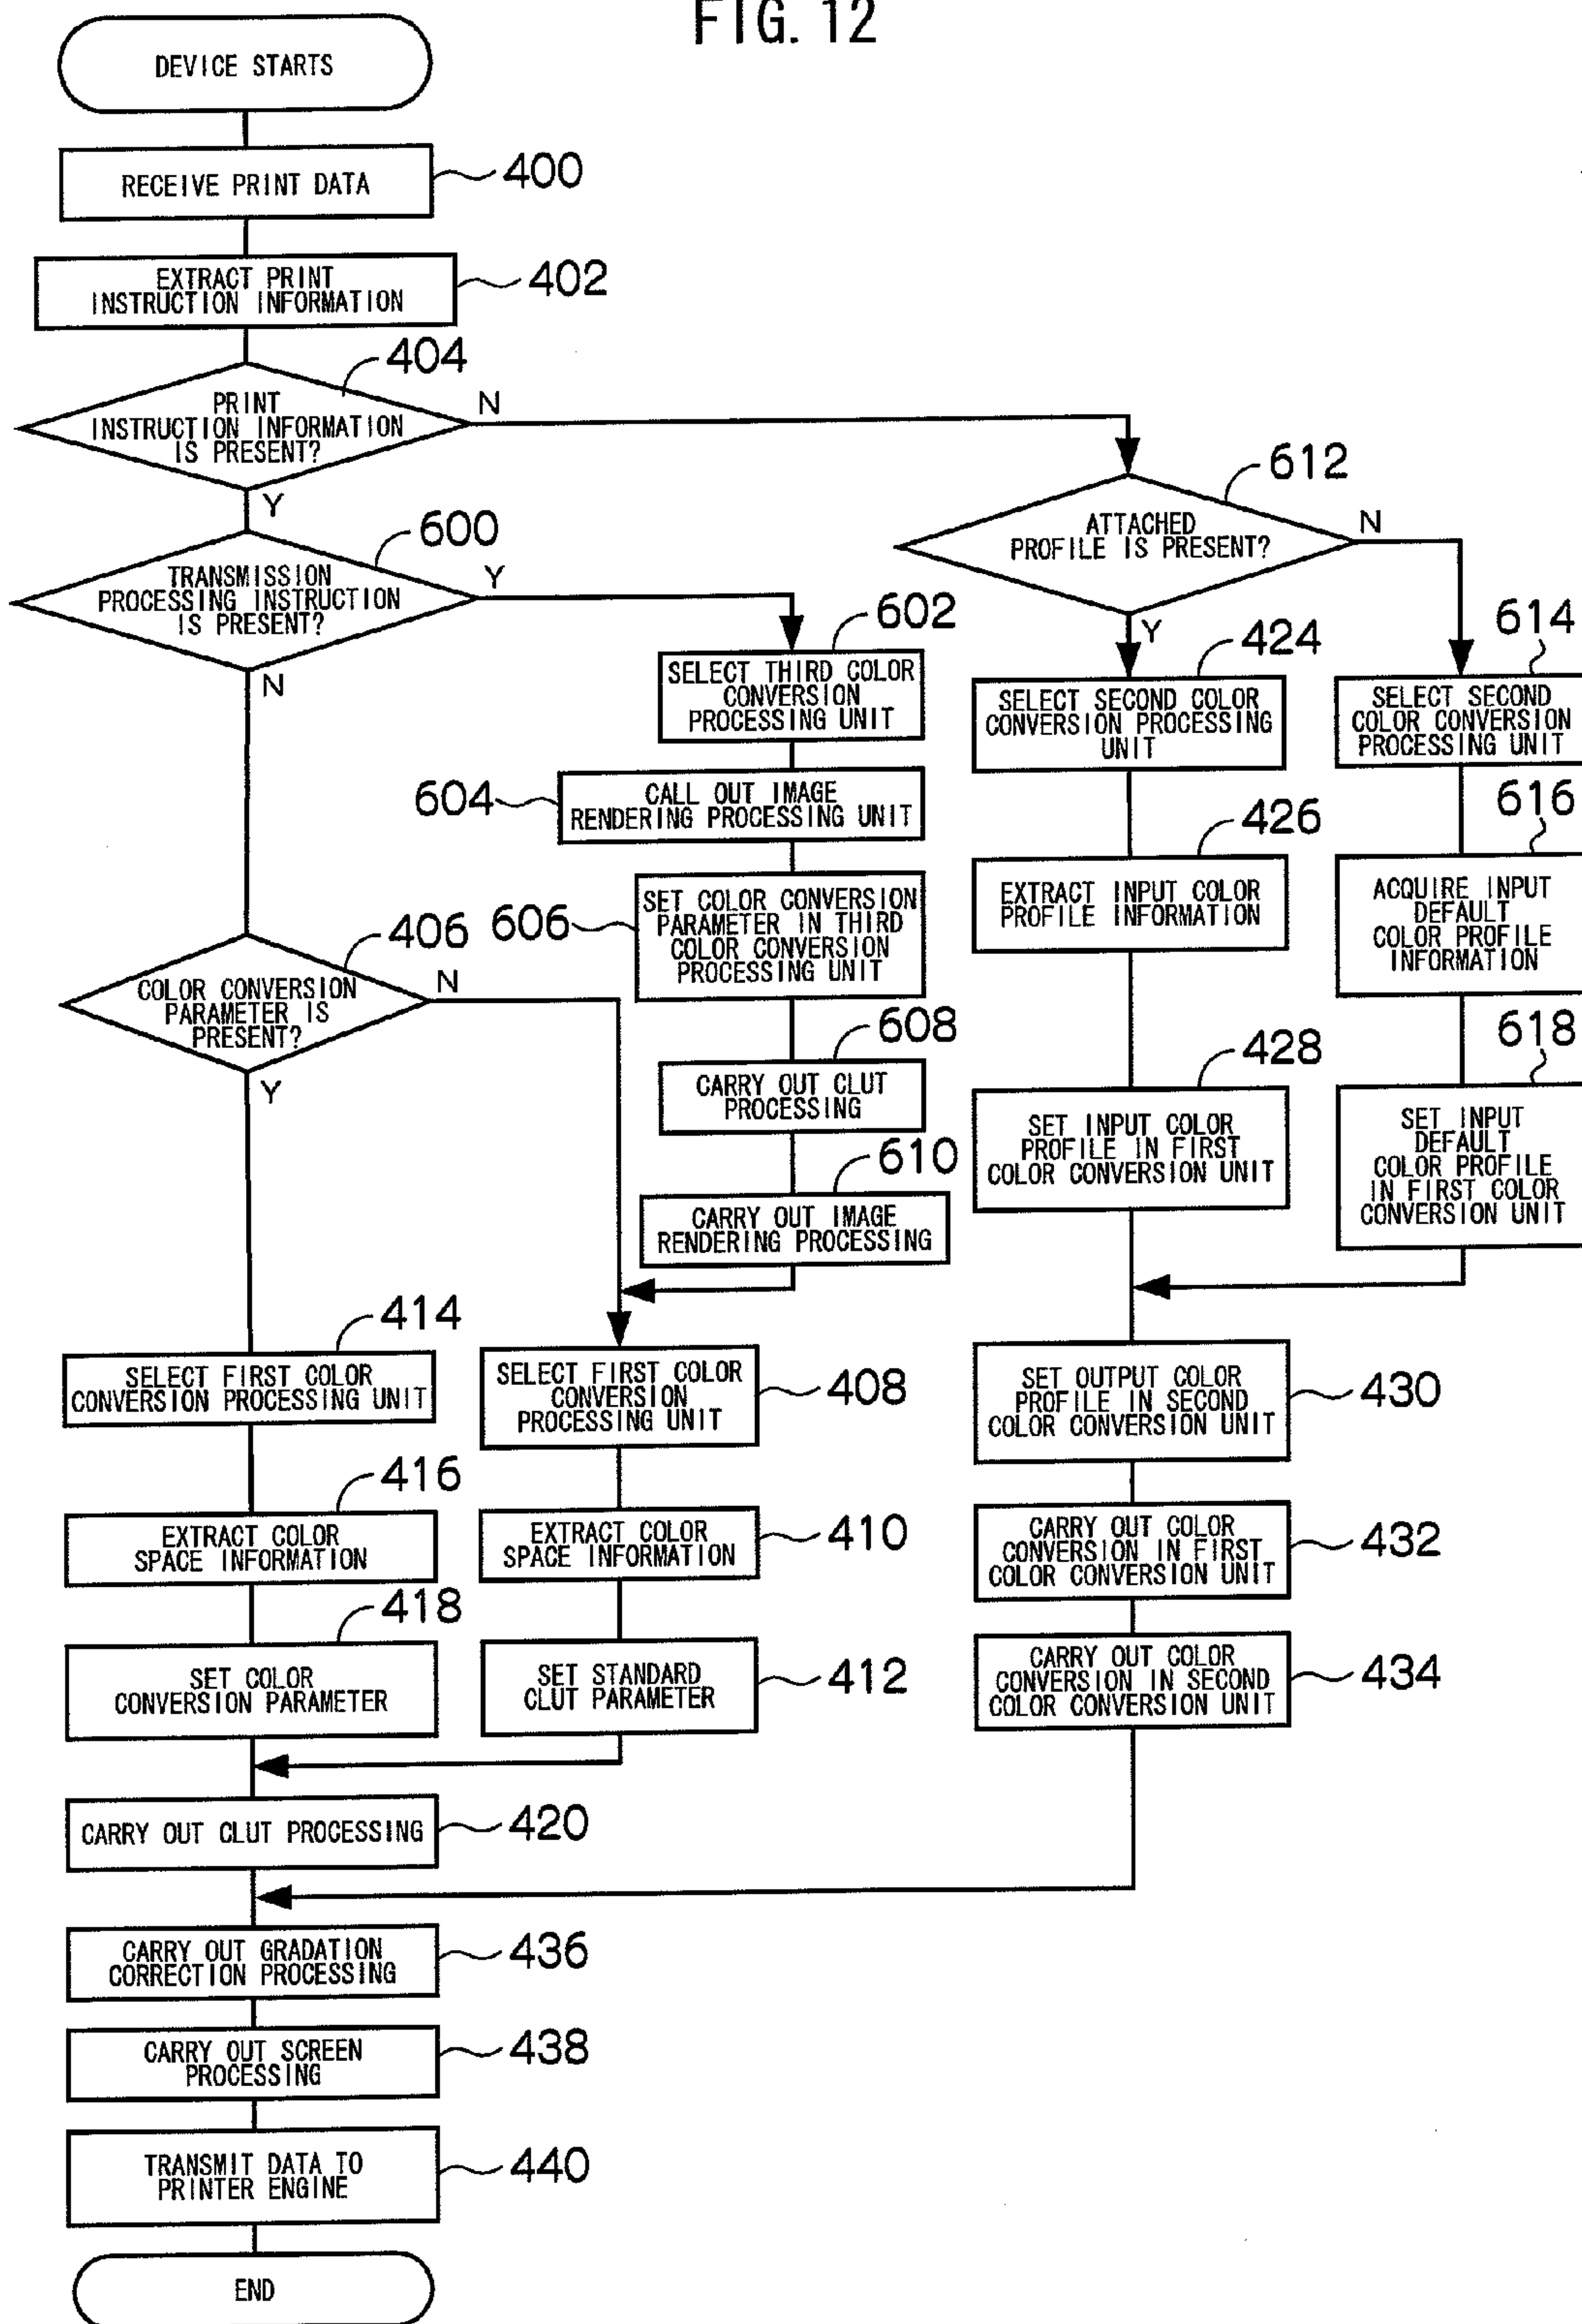 FIG. 12
DEVICE STARTS
RECEIVE PRINT DATA
400
EXTRACT PRINT
INSTRUCTION INFORMATION
402
404
PRINT
INSTRUCTION INFORMATION
IS PRESENT?
N
Y
612
ATTACHED
PROFILE IS PRESENT?
N
Y
600
TRANSMISSION
PROCESSING INSTRUCTION
IS PRESENT?
Y
N
602
SELECT THIRD COLOR
CONVERSION
PROCESSING UNIT
604
CALL OUT IMAGE
RENDERING PROCESSING UNIT
606
SET COLOR CONVERSION
PARAMETER IN THIRD
COLOR CONVERSION
PROCESSING UNIT
608
CARRY OUT CLUT
PROCESSING
610
CARRY OUT IMAGE
RENDERING PROCESSING
424
SELECT SECOND COLOR
CONVERSION PROCESSING
UNIT
426
EXTRACT INPUT COLOR
PROFILE INFORMATION
428
SET INPUT COLOR
PROFILE IN FIRST
COLOR CONVERSION UNIT
614
SELECT SECOND
COLOR CONVERSION
PROCESSING UNIT
616
ACQUIRE INPUT
DEFAULT
COLOR PROFILE
INFORMATION
618
SET INPUT
DEFAULT
COLOR PROFILE
IN FIRST COLOR
CONVERSION UNIT
406
COLOR CONVERSION
PARAMETER IS
PRESENT?
N
Y
414
SELECT FIRST COLOR
CONVERSION PROCESSING UNIT
416
EXTRACT COLOR
SPACE INFORMATION
418
SET COLOR
CONVERSION PARAMETER
SELECT FIRST COLOR
CONVERSION
PROCESSING UNIT
408
EXTRACT COLOR
SPACE INFORMATION
410
SET STANDARD
CLUT PARAMETER
412
SET OUTPUT COLOR
PROFILE IN SECOND
COLOR CONVERSION UNIT
430
CARRY OUT COLOR
CONVERSION IN FIRST
COLOR CONVERSION UNIT
432
CARRY OUT COLOR
CONVERSION IN SECOND
COLOR CONVERSION UNIT
434
CARRY OUT CLUT PROCESSING
420
CARRY OUT GRADATION
CORRECTION PROCESSING
436
CARRY OUT SCREEN
PROCESSING
438
TRANSMIT DATA TO
PRINTER ENGINE
440
END